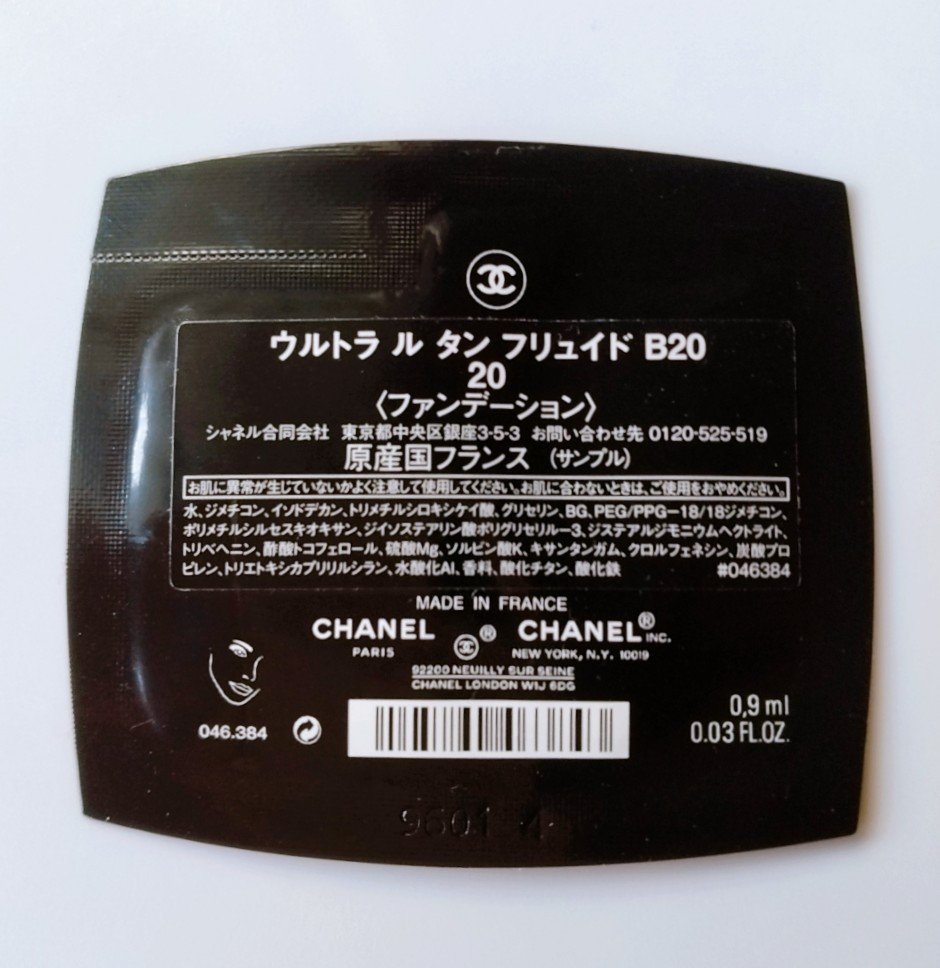 ウルトラ ル タン フリュイド B20
20
〈ファンデーション〉
シャネル合同会社 東京都中央区銀座3-5-3 お問い合わせ先 0120-525-519
原産国フランス (サンプル)
お肌に異常が生じていないかよく注意して使用してください。お肌に合わないときは、ご使用をおやめください。
水、ジメチコン、イソドデカン、トリメチルシロキシケイ酸、グリセリン、BG、PEG/PPG-18/18ジメチコン、
ポリメチルシルセスキオキサン、ジイソステアリン酸ポリグリセリル-3、ジステアルジモニウムヘクトライト、
トリベヘニン、酢酸トコフェロール、硫酸Mg、ソルビン酸K、キサンタンガム、クロルフェネシン、炭酸プロ
ピレン、トリエトキシカプリリルシラン、水酸化Al、香料、酸化チタン、酸化鉄 #046384
MADE IN FRANCE
CHANEL ® CHANEL® INC.
PARIS NEW YORK, N.Y. 10019
92200 NEUILLY SUR SEINE
CHANEL LONDON W1J 6DG
046.384
0,9 ml
0.03 FL.OZ.
9601 M